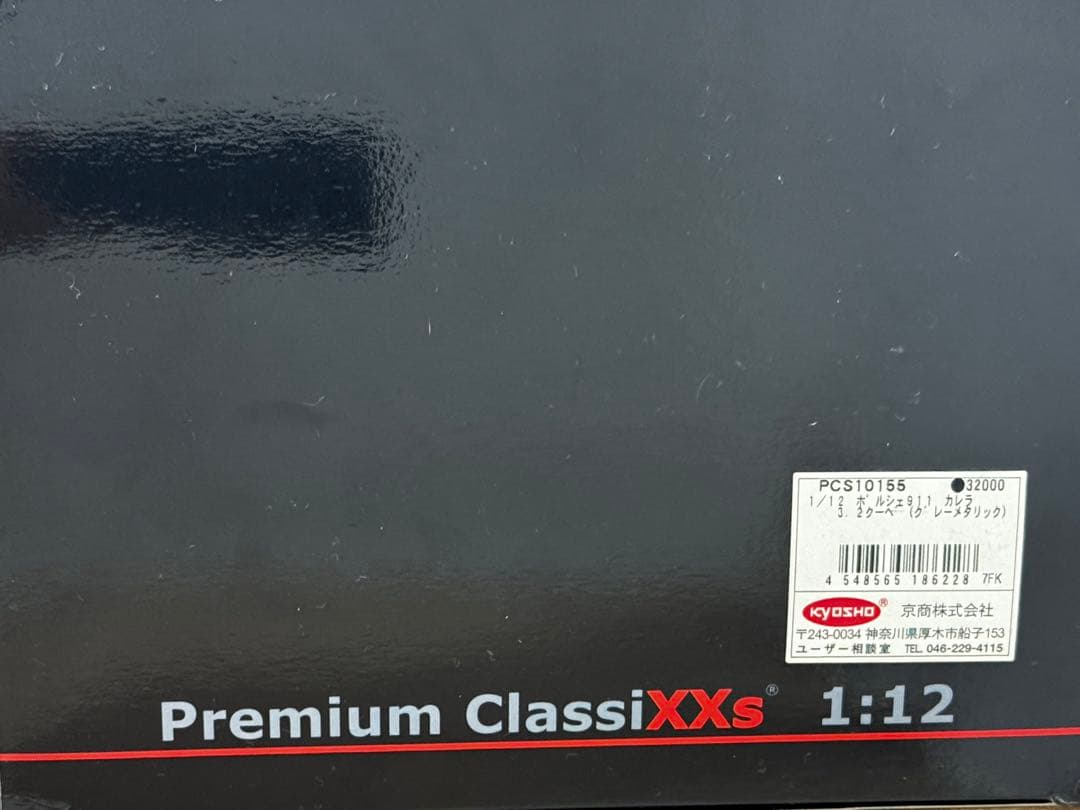 PCS10155 ●32000
1/12 ポルシェ911 カレラ
3.2クーペ (グレーメタリック)
4 548565 186228 7FK
KYOSHO® 京商株式会社
〒243-0034 神奈川県厚木市船子153
ユーザー相談室 TEL. 046-229-4115
Premium ClassiXXs® 1:12